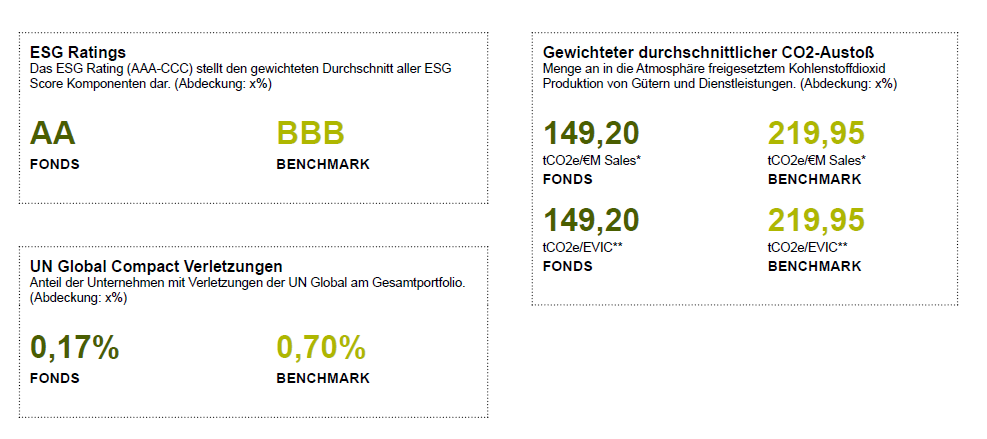 ESG Ratings
Das ESG Rating (AAA-CCC) stellt den gewichteten Durchschnitt aller ESG
Score Komponenten dar. (Abdeckung: x%)
AA
BBB
FONDS
BENCHMARK
UN Global Compact Verletzungen
Anteil der Unternehmen mit Verletzungen der UN Global am Gesamtportfolio.
(Abdeckung: x%)
0,17%
0,70%
FONDS
BENCHMARK
Gewichteter durchschnittlicher CO2-Austoß
Menge an in die Atmosphäre freigesetztem Kohlenstoffdioxid
Produktion von Gütern und Dienstleistungen. (Abdeckung: x%)
149,20
219,95
tCO2e/€M Sales*
tCO2e/€M Sales*
FONDS
BENCHMARK
149,20
219,95
tCO2e/EVIC**
tCO2e/EVIC**
FONDS
BENCHMARK